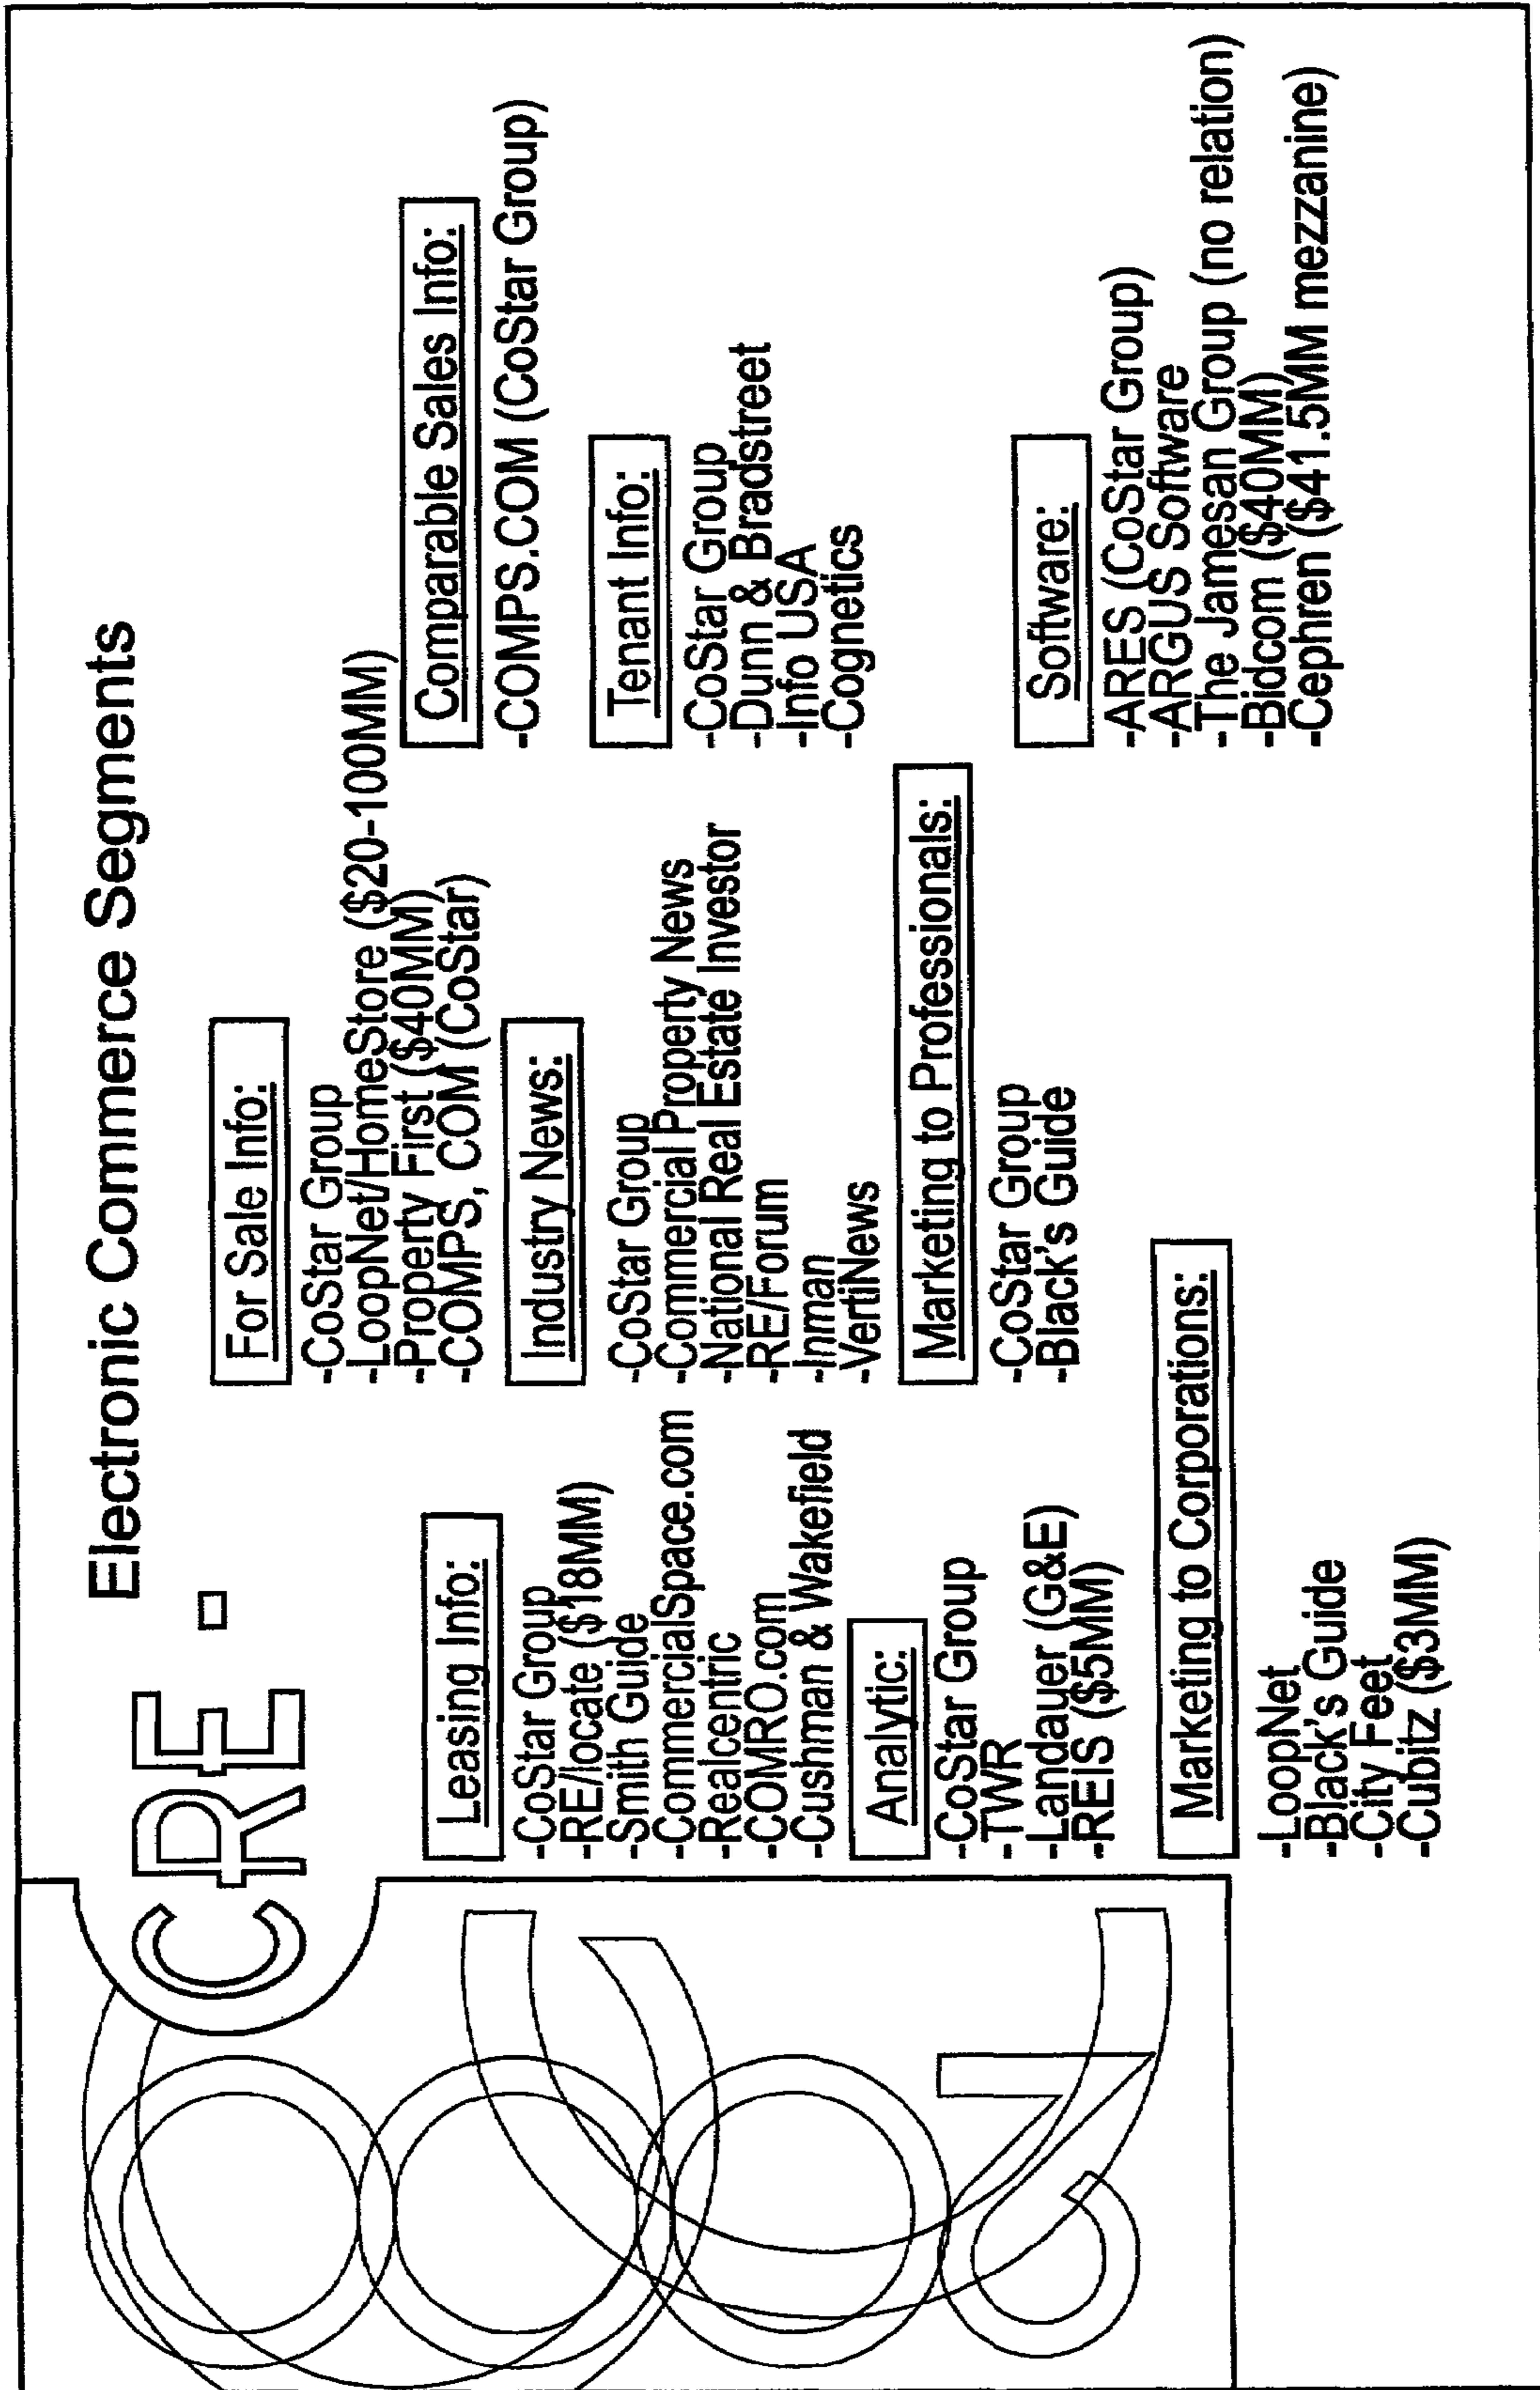 CRE - Electronic Commerce Segments
Leasing Info:
-CoStar Group
-RE/locate ($18MM)
-Smith Guide
-CommercialSpace.com
-Realcentric
-COMRO.com
-Cushman & Wakefield
Analytic:
-CoStar Group
-TWR
-Landauer (G&E)
-REIS ($5MM)
Marketing to Corporations:
-LoopNet
-Black's Guide
-City Feet
-Cubitz ($3MM)
For Sale Info:
-CoStar Group
-LoopNet/HomeStore ($20-100MM)
-Property First ($40MM)
-COMPS, COM (CoStar)
Industry News:
-CoStar Group
-Commercial Property News
-National Real Estate Investor
-RE/Forum
-Inman
-VertiNews
Marketing to Professionals:
-CoStar Group
-Black's Guide
Comparable Sales Info:
-COMPS.COM (CoStar Group)
Tenant Info:
-CoStar Group
-Dunn & Bradstreet
-Info USA
-Cognetics
Software:
-ARES (CoStar Group)
-ARGUS Software
-The Jamesan Group (no relation)
-Bidcom ($40MM)
-Cephren ($41.5MM mezzanine)
2000